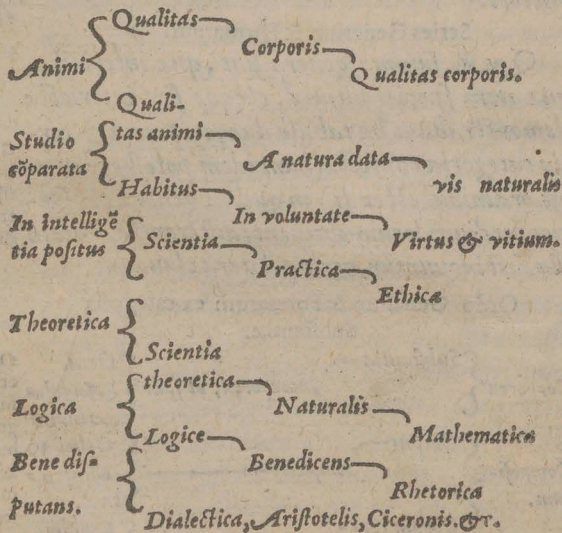 Qualitas
Corporis
Animi
Qualitas corporis.
Quali-
Studio tas animi
cōparata A natura data
Habitus vis naturalis
In intelligē In voluntate
tia positus Scientia Virtus & vitium.
Practica
Ethica
Theoretica
Scientia
theoretica
Logica Naturalis
Logice Mathematica
Bene dis- Benedicens
Rhetorica
putans.
Dialectica, Aristotelis, Ciceronis. &c.